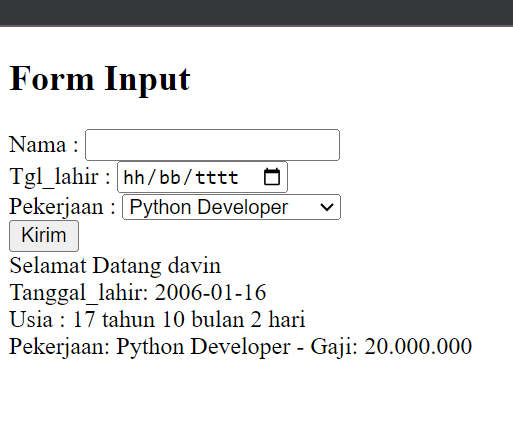 Form Input
Nama :
Tgl_lahir : hh/bb/tttt
Pekerjaan : Python Developer
Kirim
Selamat Datang davin
Tanggal_lahir: 2006-01-16
Usia : 17 tahun 10 bulan 2 hari
Pekerjaan: Python Developer - Gaji: 20.000.000